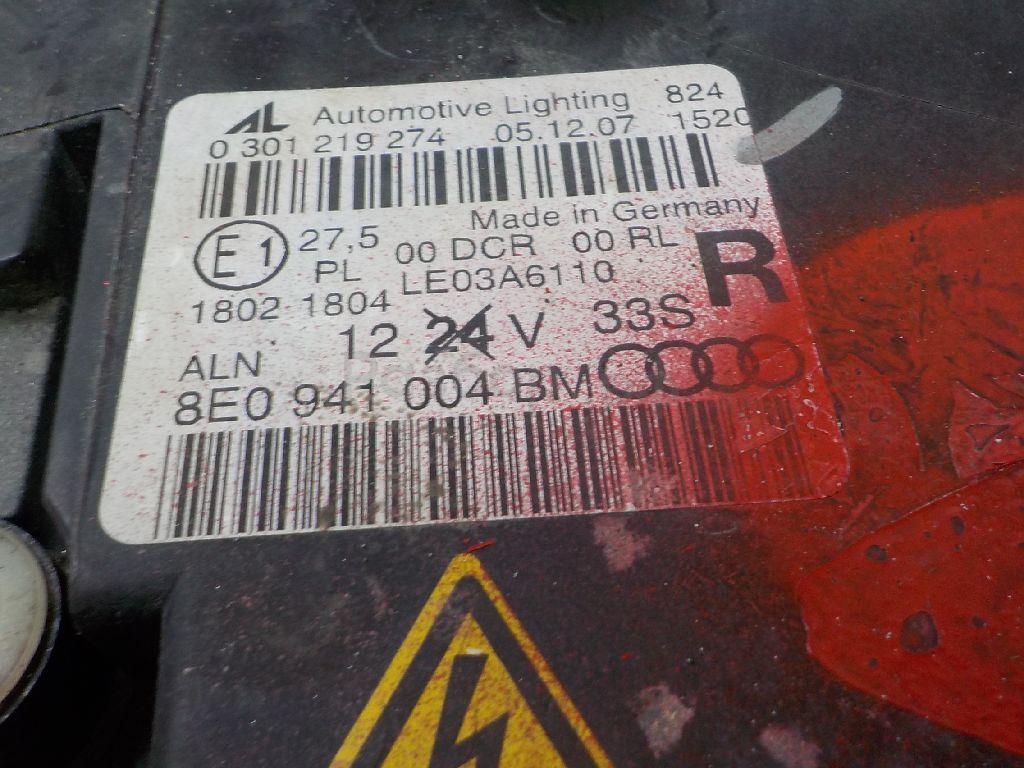 AL Automotive Lighting 824
0 301 219 274 05.12.07 1520
Made in Germany
E1 27,5 00 DCR 00 RL R
PL LE03A6110
1802 1804
12 24 V 33S
ALN
8E0 941 004 BM